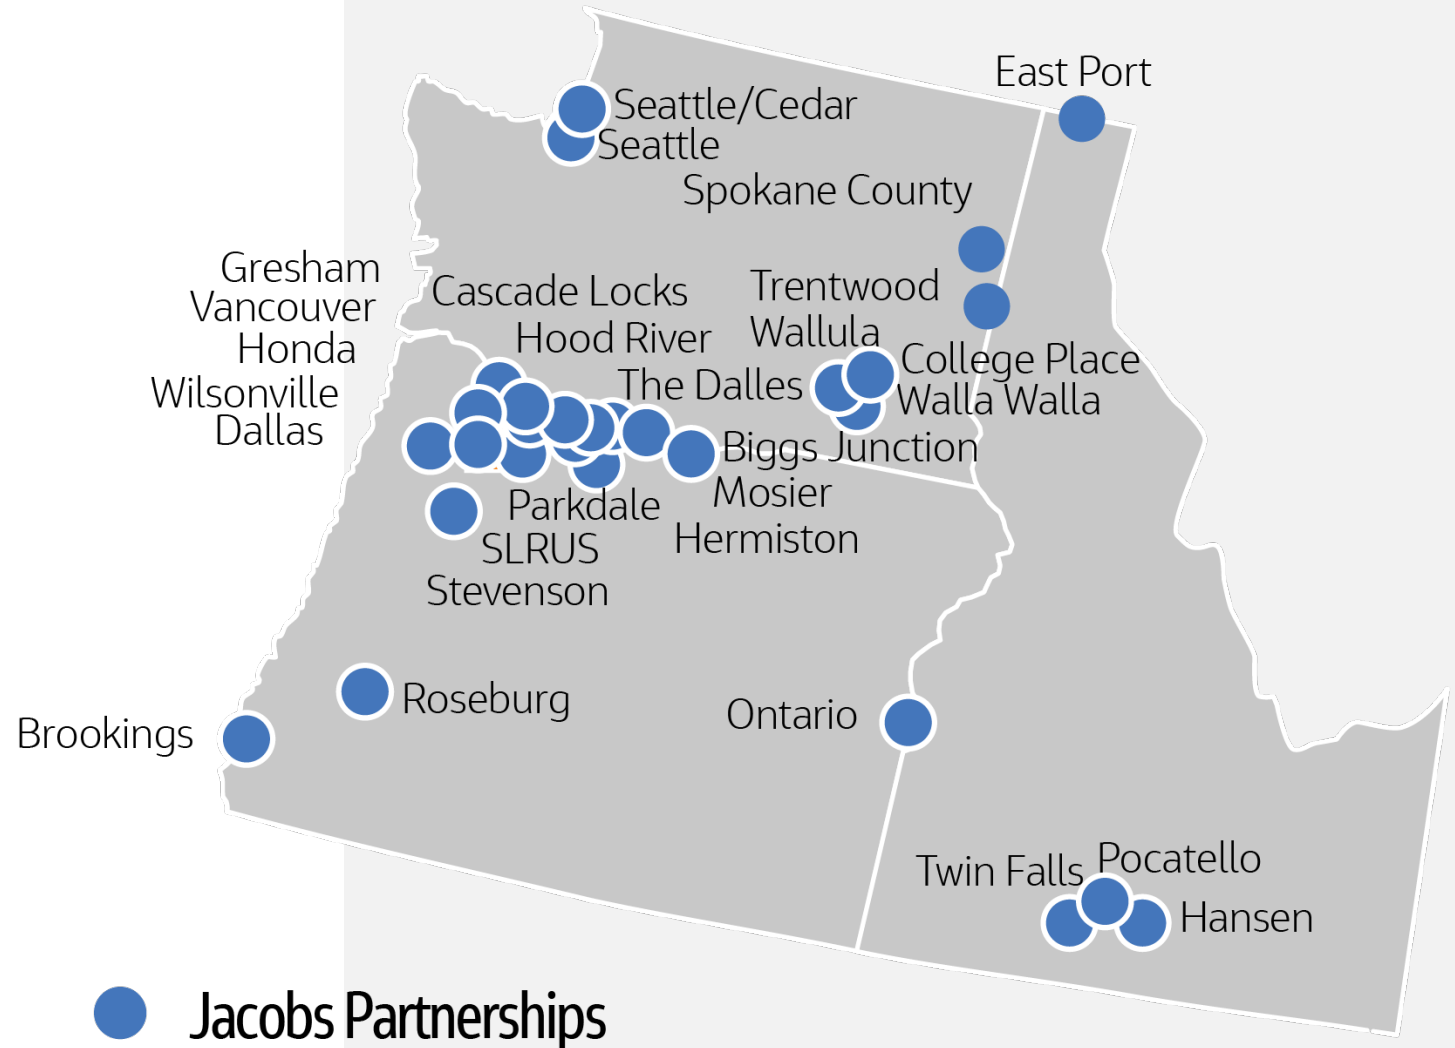 East Port
Seattle/Cedar
Seattle
Spokane County
Gresham
Vancouver
Honda
Wilsonville
Dallas
Cascade Locks
Hood River
The Dalles
Trentwood
Wallula
College Place
Walla Walla
Biggs Junction
Mosier
Hermiston
Parkdale
SLRUS
Stevenson
Roseburg
Brookings
Ontario
Twin Falls
Pocatello
Hansen
Jacobs Partnerships